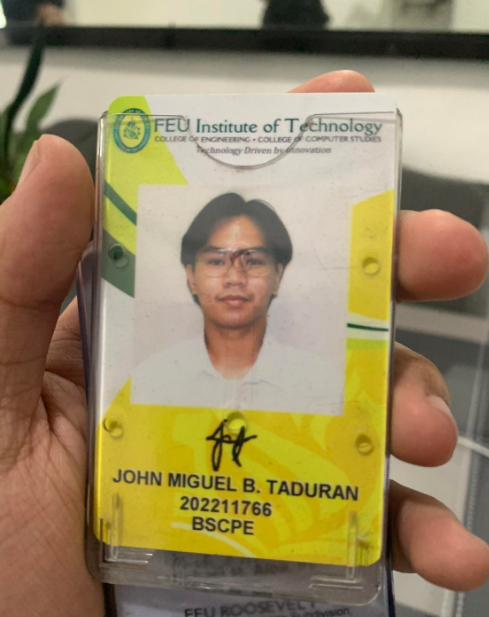 FEU Institute of Technology
COLLEGE OF ENGINEERING • COLLEGE OF COMPUTER STUDIES
Technology Driven by Innovation
JOHN MIGUEL B. TADURAN
202211766
BSCPE
FEU ROOSEVELT